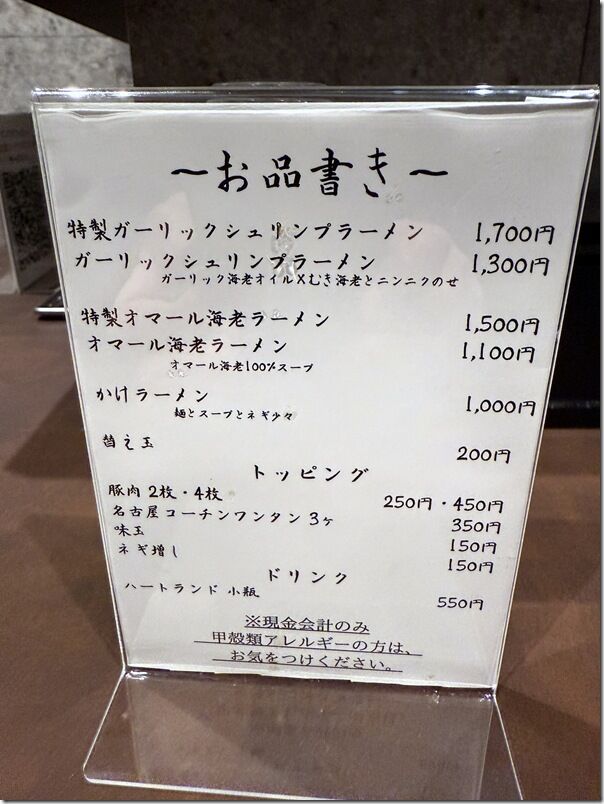 ～お品書き～
特製ガーリックシュリンプラーメン 1,700円
ガーリックシュリンプラーメン 1,300円
ガーリック海老オイル×むき海老とニンニクのせ
特製オマール海老ラーメン 1,500円
オマール海老ラーメン 1,100円
オマール海老100%スープ
かけラーメン 1,000円
麺とスープとネギ少々
替え玉 200円
トッピング
豚肉 2枚・4枚 250円・450円
名古屋コーチンワンタン 3ヶ 350円
味玉 150円
ネギ増し 150円
ドリンク
ハートランド 小瓶 550円
※現金会計のみ
甲殻類アレルギーの方は、
お気をつけください。